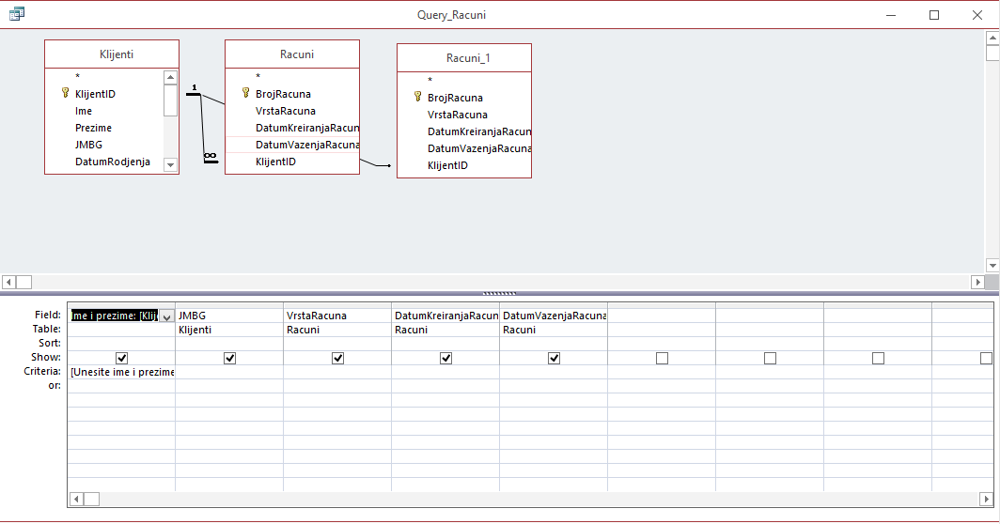 Query_Racuni
Klijenti
*
KlijentID
Ime
Prezime
JMBG
DatumRodjenja
Racuni
*
BrojRacuna
VrstaRacuna
DatumKreiranjaRacun
DatumVazenjaRacuna
KlijentID
Racuni_1
*
BrojRacuna
VrstaRacuna
DatumKreiranjaRacun
DatumVazenjaRacuna
KlijentID
1
∞
Field: Ime i prezime: [Klij JMBG VrstaRacuna DatumKreiranjaRacun DatumVazenjaRacuna
Table: Klijenti Racuni Racuni Racuni
Sort:
Show:
Criteria: [Unesite ime i prezime
or: